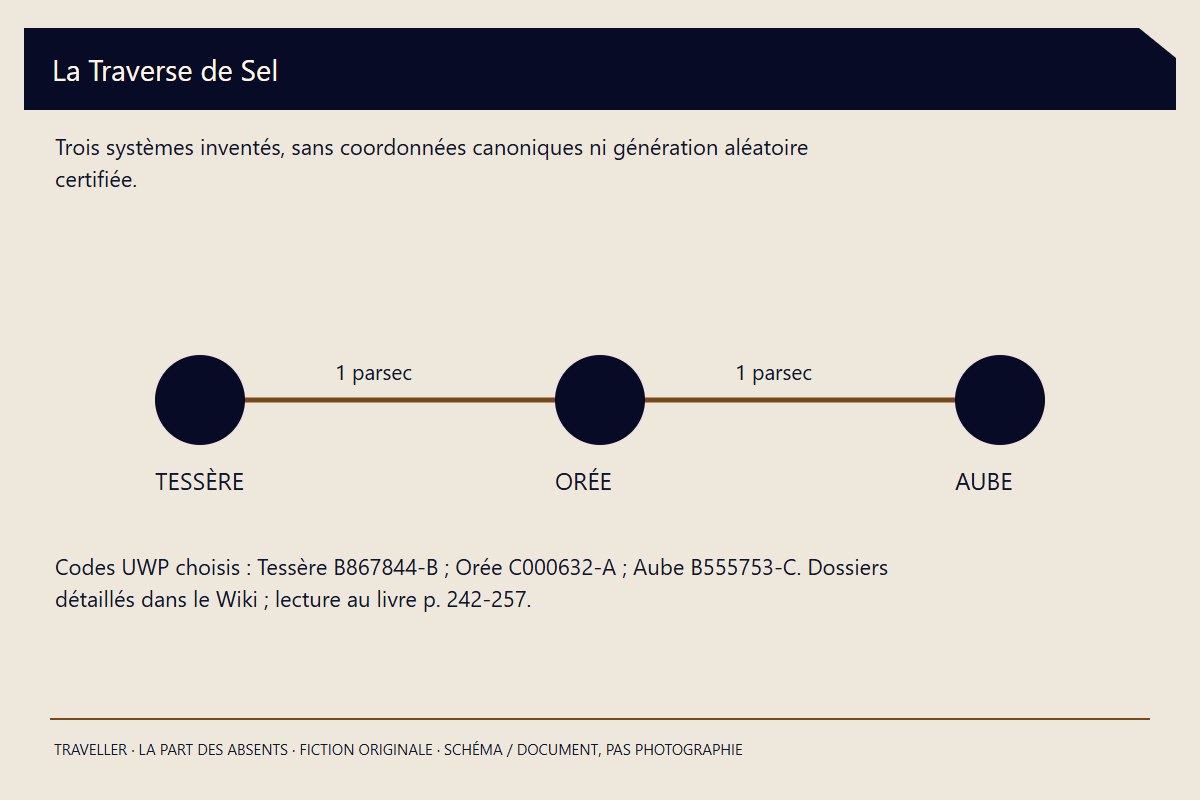 La Traverse de Sel
Trois systèmes inventés, sans coordonnées canoniques ni génération aléatoire
certifiée.
1 parsec
1 parsec
TESSÈRE
ORÉE
AUBE
Codes UWP choisis : Tessère B867844-B ; Orée C000632-A ; Aube B555753-C. Dossiers
détaillés dans le Wiki ; lecture au livre p. 242-257.
TRAVELLER · LA PART DES ABSENTS · FICTION ORIGINALE · SCHÉMA / DOCUMENT, PAS PHOTOGRAPHIE